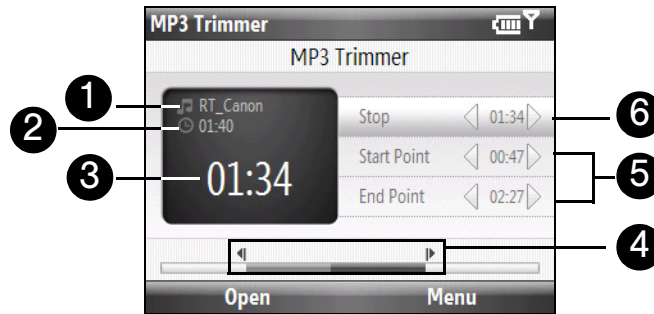 MP3 Trimmer
MP3 Trimmer
1
RT_Canon
2
01:40
3
01:34
Stop
01:34
6
Start Point
00:47
5
End Point
02:27
4
Open
Menu